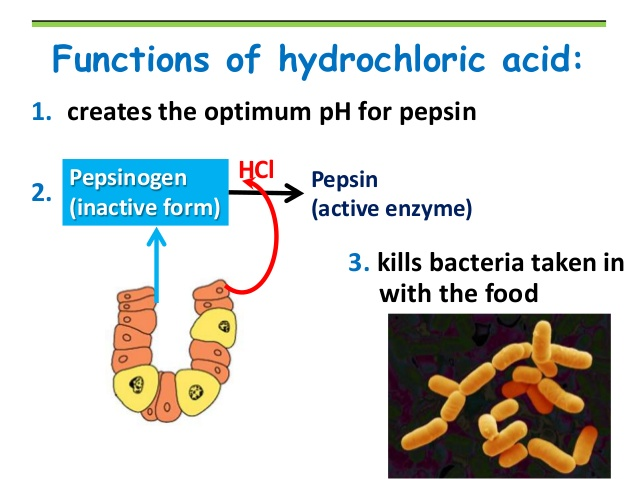 Functions of hydrochloric acid:
1. creates the optimum pH for pepsin
2.
Pepsinogen
(inactive form)
HCl
Pepsin
(active enzyme)
3. kills bacteria taken in
with the food